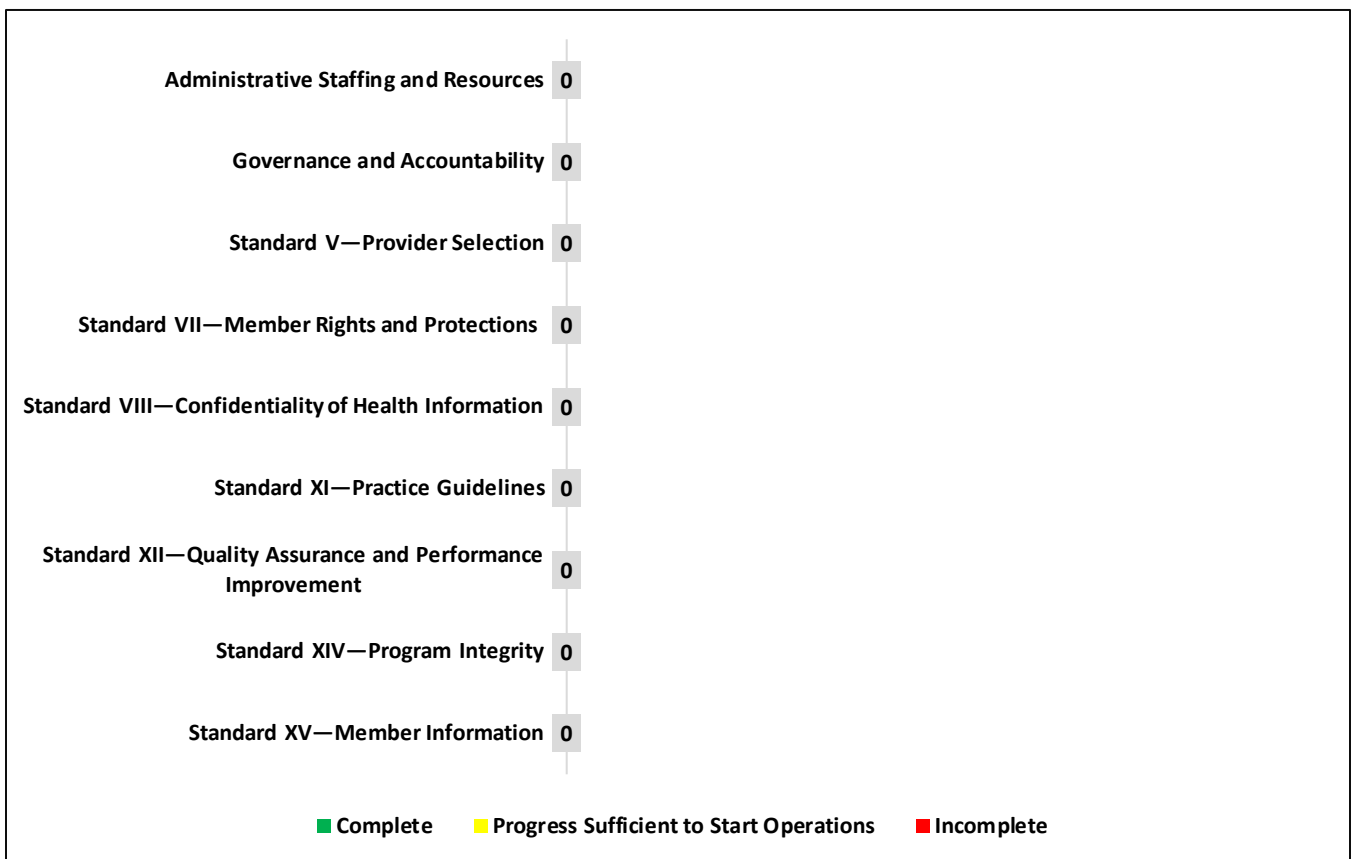 Administrative Staffing and Resources 0
Governance and Accountability 0
Standard V—Provider Selection 0
Standard VII—Member Rights and Protections 0
Standard VIII—Confidentiality of Health Information 0
Standard XI—Practice Guidelines 0
Standard XII—Quality Assurance and Performance
Improvement 0
Standard XIV—Program Integrity 0
Standard XV—Member Information 0
Complete Progress Sufficient to Start Operations Incomplete